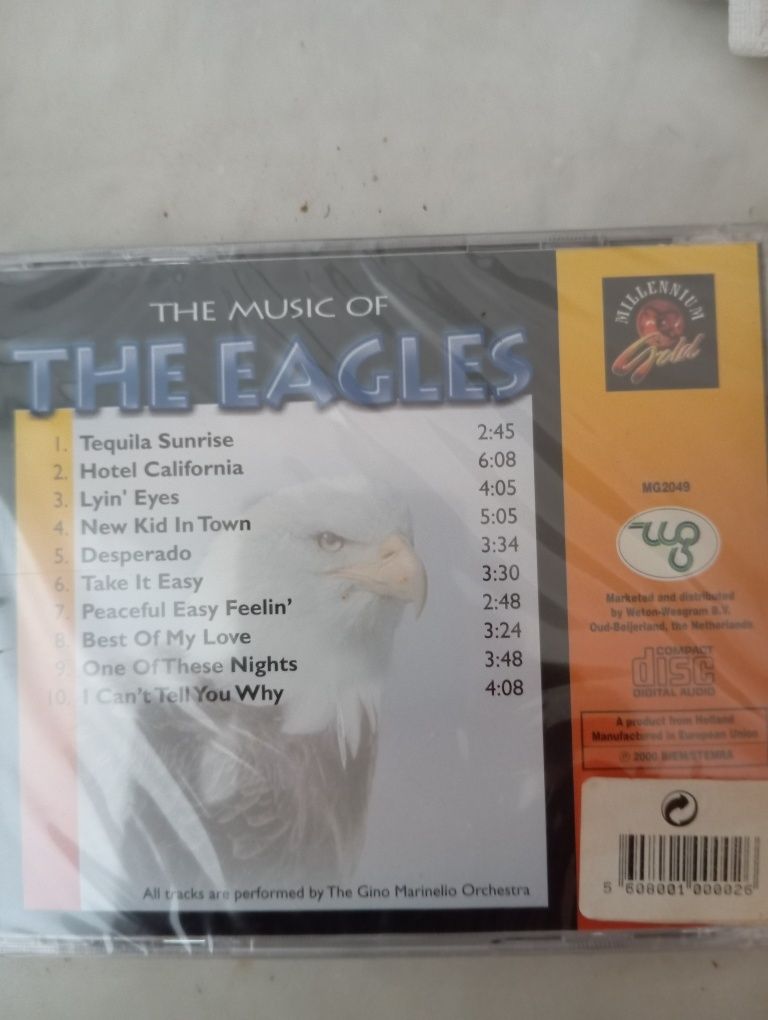 THE MUSIC OF
THE EAGLES
1. Tequila Sunrise 2:45
2. Hotel California 6:08
3. Lyin' Eyes 4:05
4. New Kid In Town 5:05
5. Desperado 3:34
6. Take It Easy 3:30
7. Peaceful Easy Feelin' 2:48
8. Best Of My Love 3:24
9. One Of These Nights 3:48
10. I Can't Tell You Why 4:08
All tracks are performed by The Gino Marinello Orchestra
MILLENNIUM
Gold
MG2049
wg
Marketed and distributed
by Weton-Wesgram B.V.
Oud-Beijerland, the Netherlands
COMPACT
disc
DIGITAL AUDIO
A product from Holland
Manufactured in European Union
℗ 2000 BIEM/STEMRA
5 608001 000026